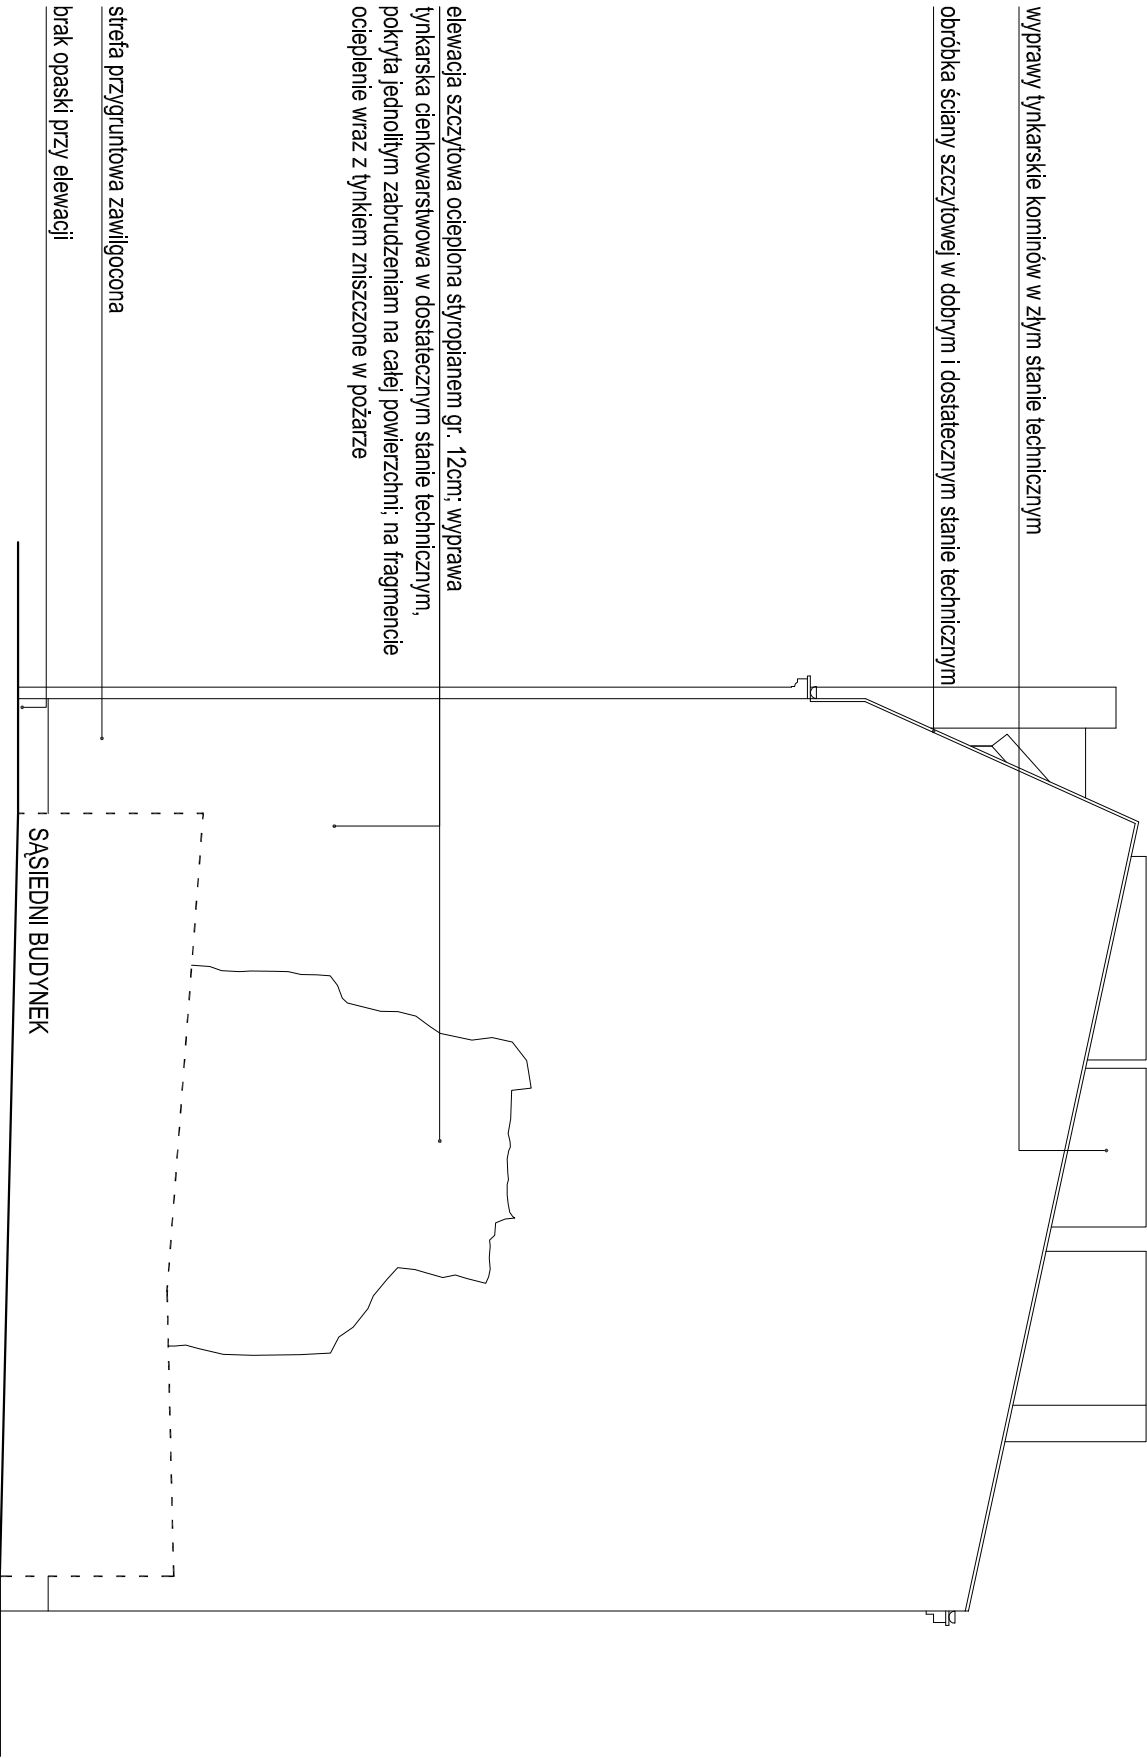 wyprawy tynkarskie kominów w złym stanie technicznym
obróbka ściany szczytowej w dobrym i dostatecznym stanie technicznym
elewacja szczytowa ocieplona styropianem gr. 12cm; wyprawa
tynkarska cienkowarstwowa w dostatecznym stanie technicznym,
pokryta jednolitym zabrudzeniam na całej powierzchni; na fragmencie
ocieplenie wraz z tynkiem zniszczone w pożarze
strefa przygruntowa zawilgocona
brak opaski przy elewacji
SĄSIEDNI BUDYNEK